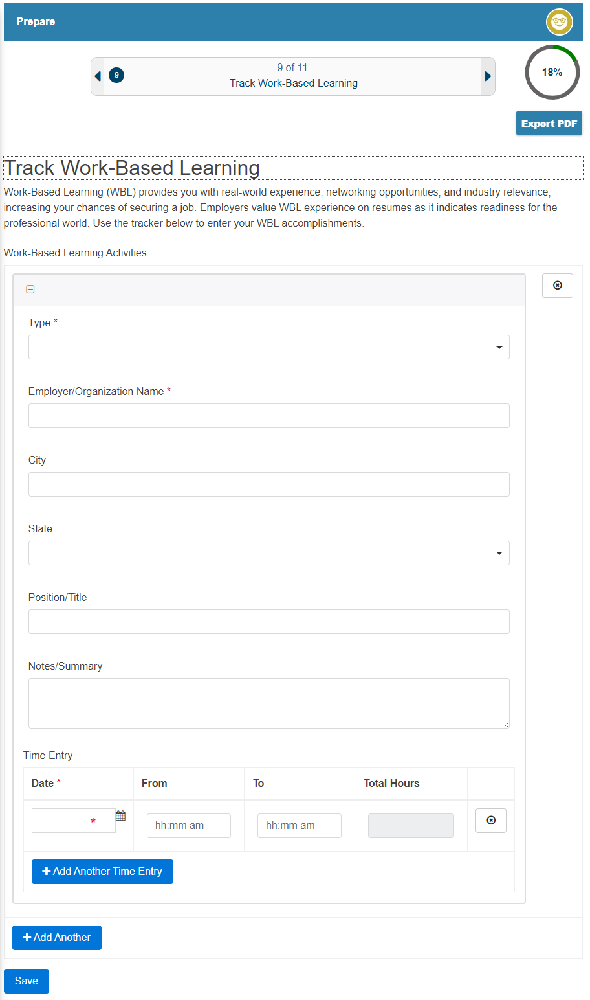 Prepare
9
9 of 11
Track Work-Based Learning
18%
Export PDF
Track Work-Based Learning
Work-Based Learning (WBL) provides you with real-world experience, networking opportunities, and industry relevance,
increasing your chances of securing a job. Employers value WBL experience on resumes as it indicates readiness for the
professional world. Use the tracker below to enter your WBL accomplishments.
Work-Based Learning Activities
Type *
Employer/Organization Name *
City
State
Position/Title
Notes/Summary
Time Entry
Date * From To Total Hours
* hh:mm am hh:mm am
Add Another Time Entry
Add Another
Save